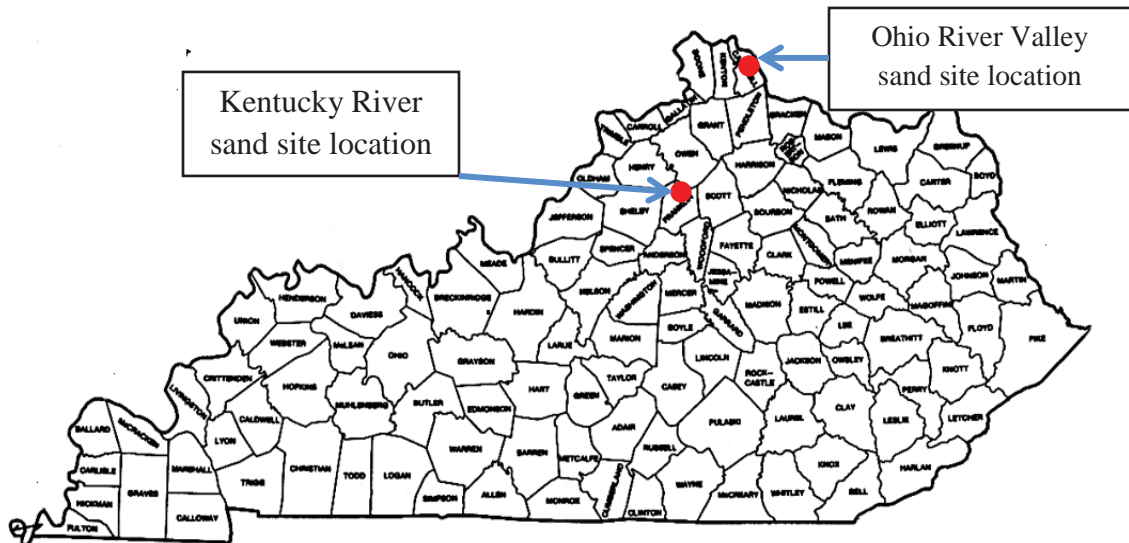 Ohio River Valley
sand site location
Kentucky River
sand site location
BOONE
KENTON
GRANT
PENDLETON
CARROLL
TRIMBLE
BRACKEN
MASON
LEWIS
GREENUP
OWEN
HENRY
HARRISON
OLDHAM
FLEMING
CARTER
BOYD
NICHOLAS
SCOTT
FRANKLIN
SHELBY
JEFFERSON
BOURBON
BATH
ROWAN
ELLIOTT
LAWRENCE
MONTGOMERY
WOODFORD
FAYETTE
CLARK
MENIFEE
MORGAN
SPENCER
ANDERSON
BULLITT
MEADE
JESSA-
MINE
POWELL
JOHNSON
MARTIN
WOLFE
MAGOFFIN
HANCOCK
BRECKINRIDGE
NELSON
WASHINGTON
MERCER
MADISON
ESTILL
HENDERSON
DAVIESS
HARDIN
GARRARD
LEE
FLOYD
UNION
BOYLE
BREATHITT
PIKE
WEBSTER
McLEAN
OHIO
LARUE
MARION
LINCOLN
JACKSON
OWSLEY
GRAYSON
ROCK-
CASTLE
KNOTT
CRITTENDEN
HOPKINS
TAYLOR
CASEY
PERRY
LIVINGSTON
MUHLENBERG
BUTLER
HART
GREEN
EDMONSON
CLAY
LESLIE
LETCHER
CALDWELL
ADAIR
PULASKI
LAUREL
BALLARD
McCRACKEN
LYON
WARREN
BARREN
METCALFE
RUSSELL
KNOX
HARLAN
CARLISLE
MARSHALL
GRAVES
TRIGG
CHRISTIAN
TODD
LOGAN
SIMPSON
ALLEN
MONROE
CUMBERLAND
CLINTON
WAYNE
McCREARY
WHITLEY
BELL
HICKMAN
CALLOWAY
FULTON